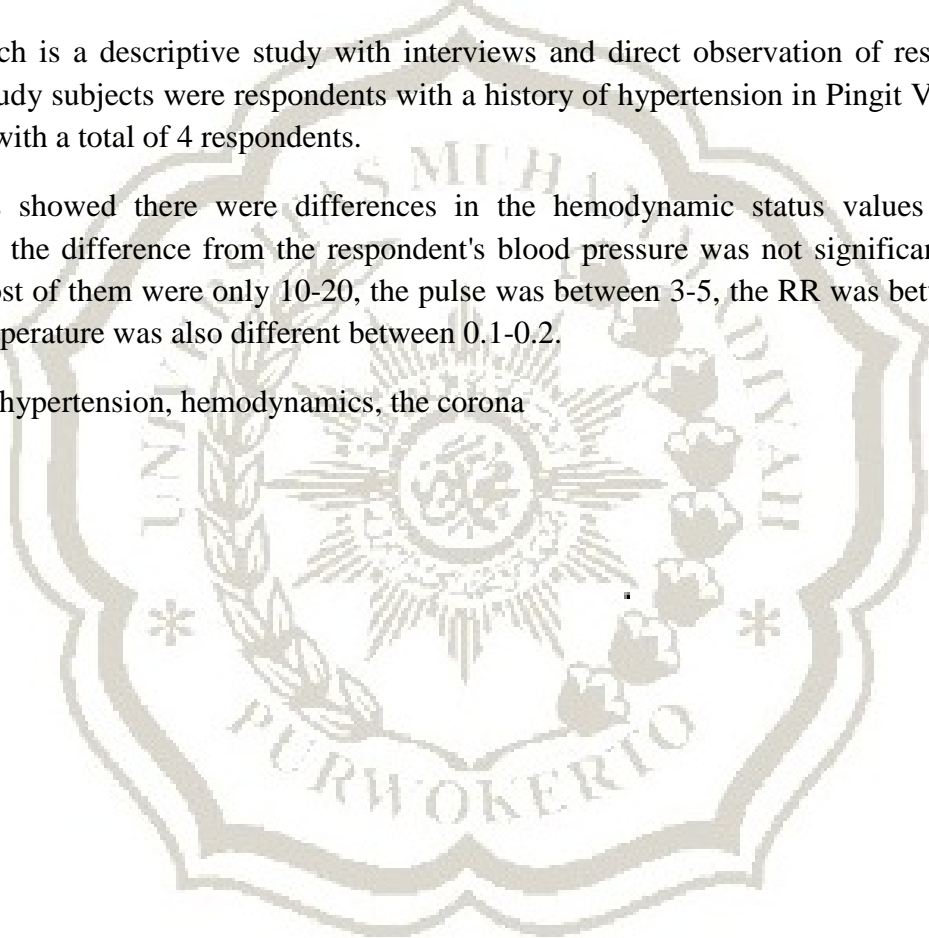 ch is a descriptive study with interviews and direct observation of res
udy subjects were respondents with a history of hypertension in Pingit V
with a total of 4 respondents.
showed there were differences in the hemodynamic status values
the difference from the respondent's blood pressure was not significar
ost of them were only 10-20, the pulse was between 3-5, the RR was bet
perature was also different between 0.1-0.2.
hypertension, hemodynamics, the corona
UNIVERSITAS MUHAMMADIYAH
PURWOKERTO